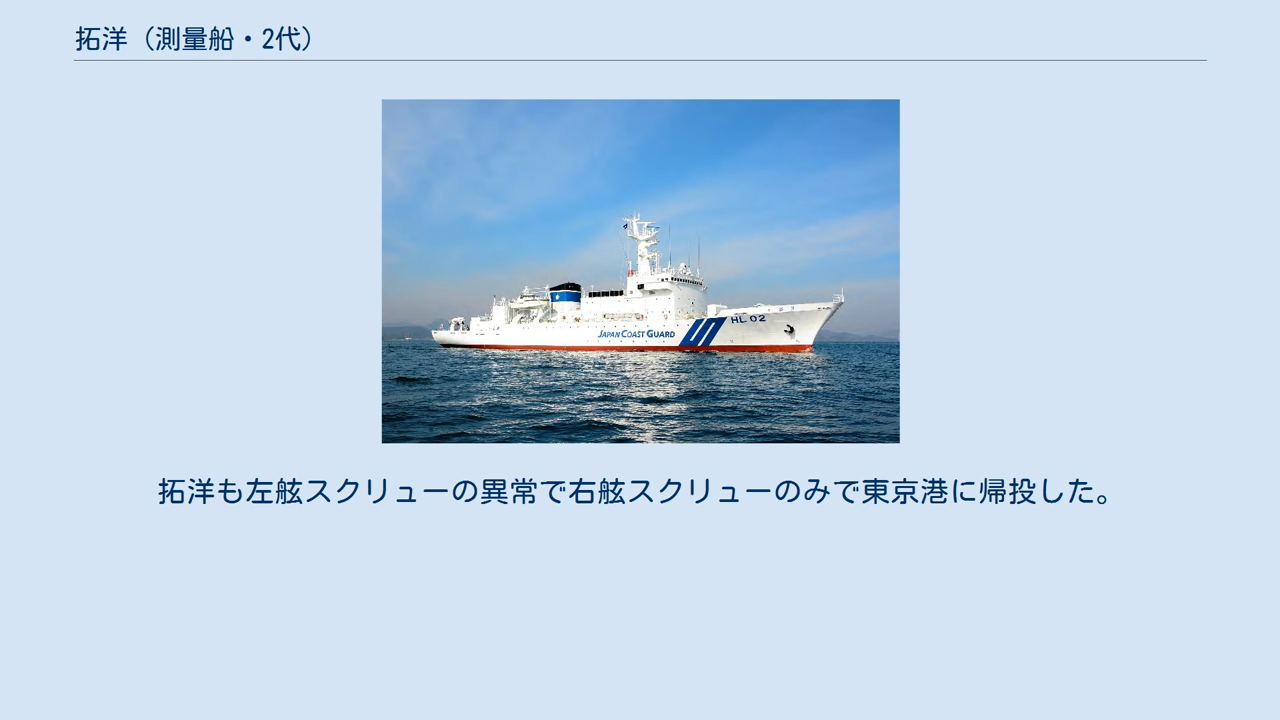 拓洋（測量船・2代）
JAPAN COAST GUARD
HL 02
拓洋も左舷スクリューの異常で右舷スクリューのみで東京港に帰投した。